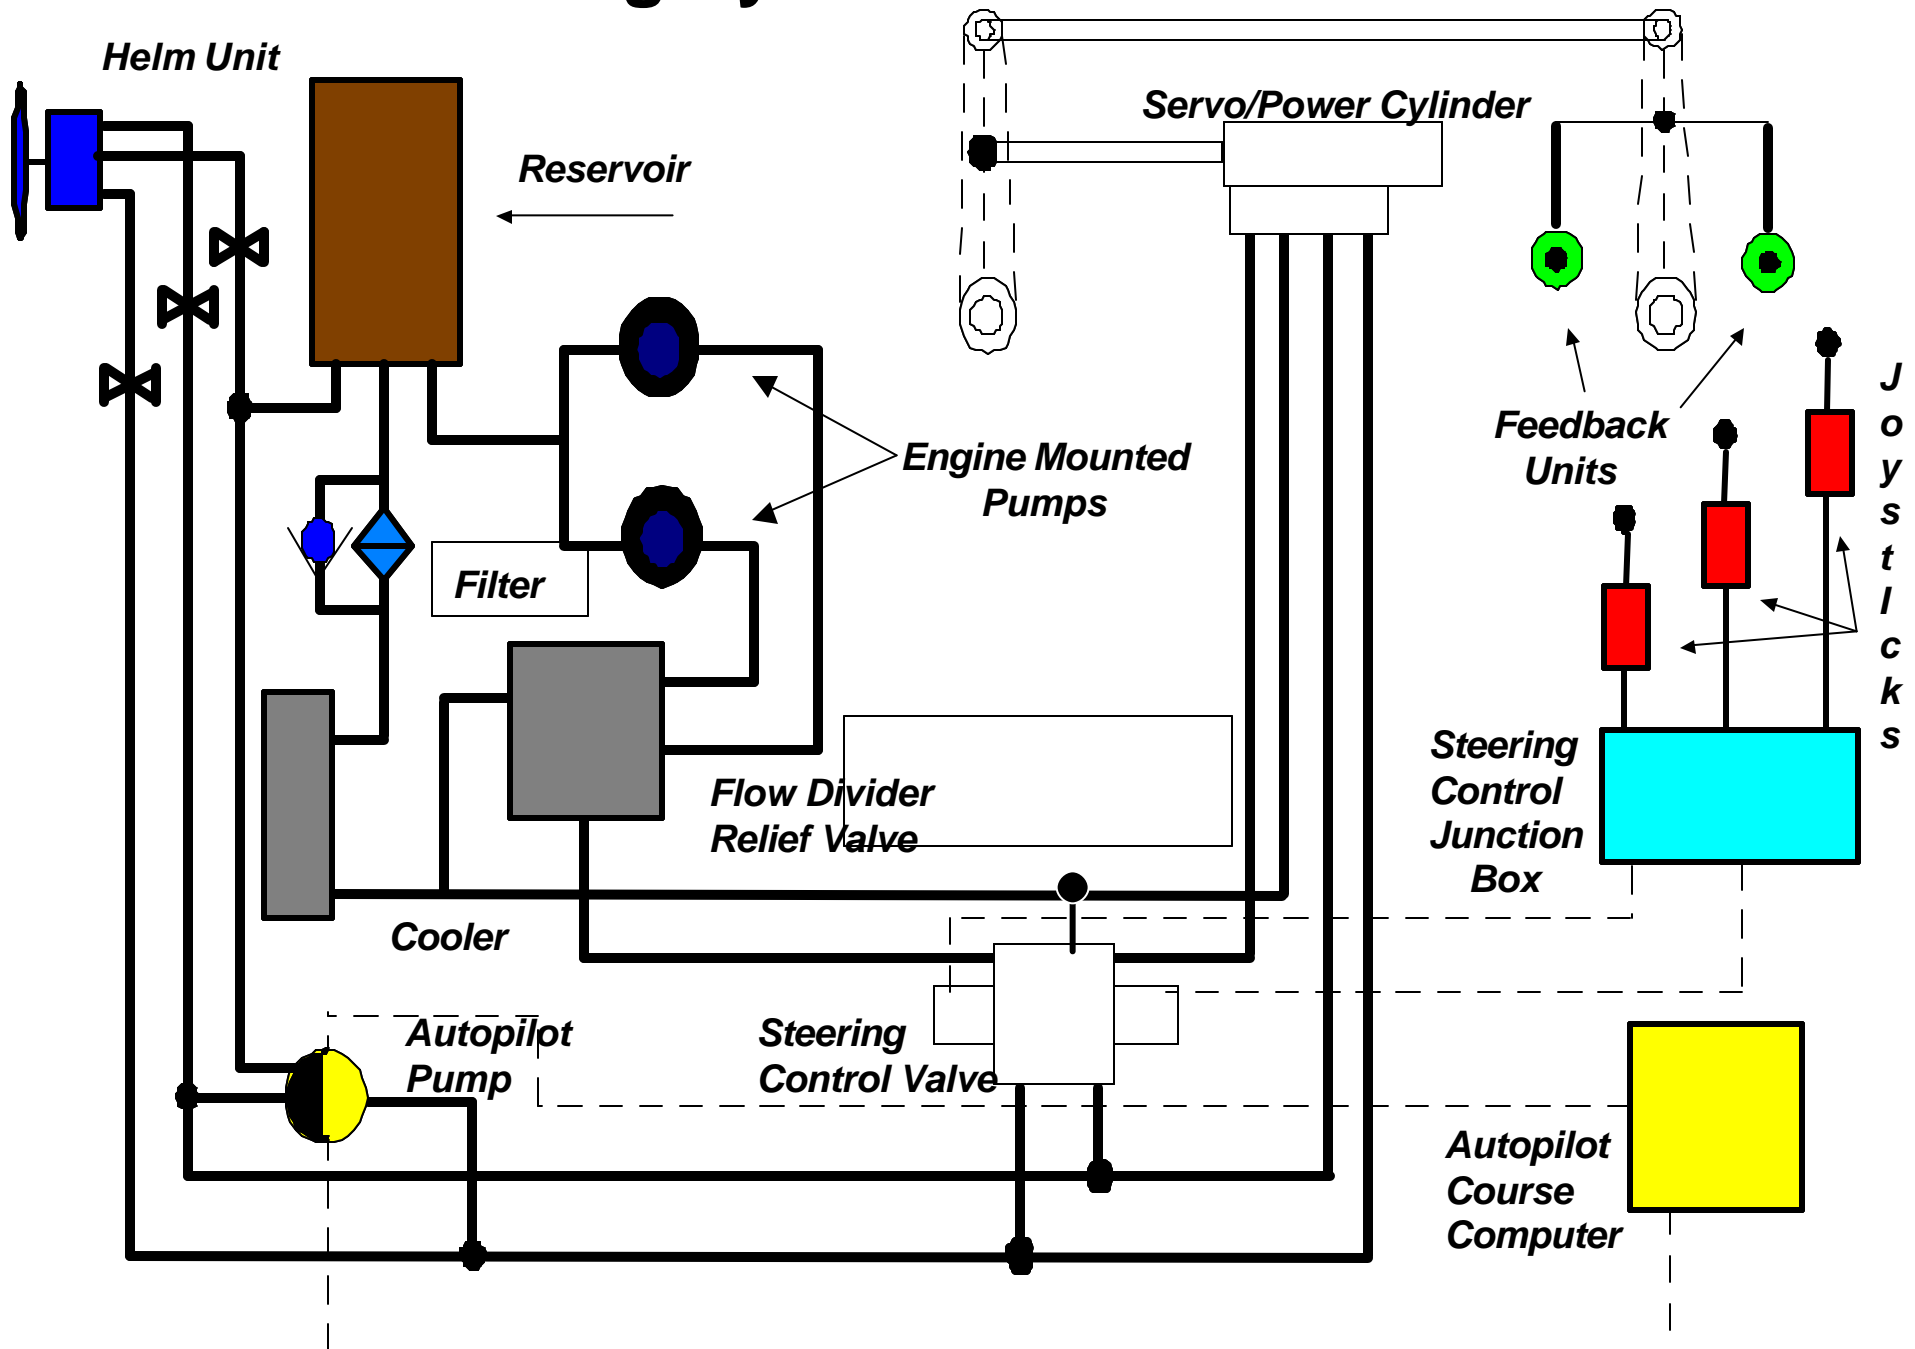 Helm Unit
Servo/Power Cylinder
Reservoir
Engine Mounted
Pumps
Feedback
Units
JoystIcks
Filter
Flow Divider
Relief Valve
Steering
Control
Junction
Box
Cooler
Autopilot
Pump
Steering
Control Valve
Autopilot
Course
Computer